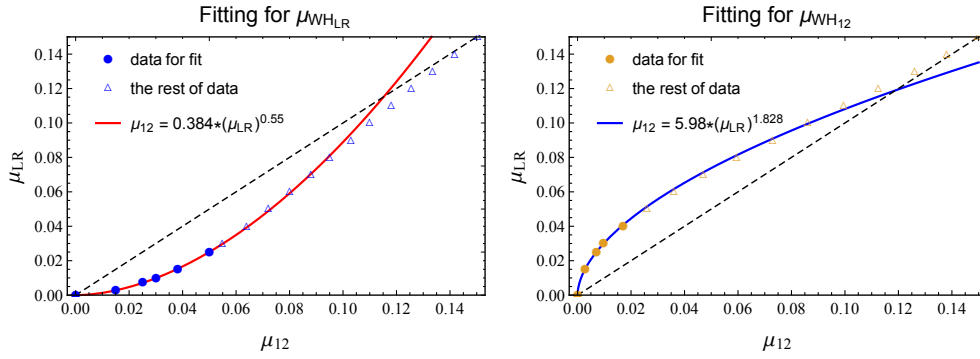 Fitting for μWH_LR
data for fit
the rest of data
μ12 = 0.384*(μLR)^0.55
0.14
0.12
0.10
0.08
0.06
0.04
0.02
0.00
μLR
0.00 0.02 0.04 0.06 0.08 0.10 0.12 0.14
μ12
Fitting for μWH_12
data for fit
the rest of data
μ12 = 5.98*(μLR)^1.828
0.14
0.12
0.10
0.08
0.06
0.04
0.02
0.00
μLR
0.00 0.02 0.04 0.06 0.08 0.10 0.12 0.14
μ12